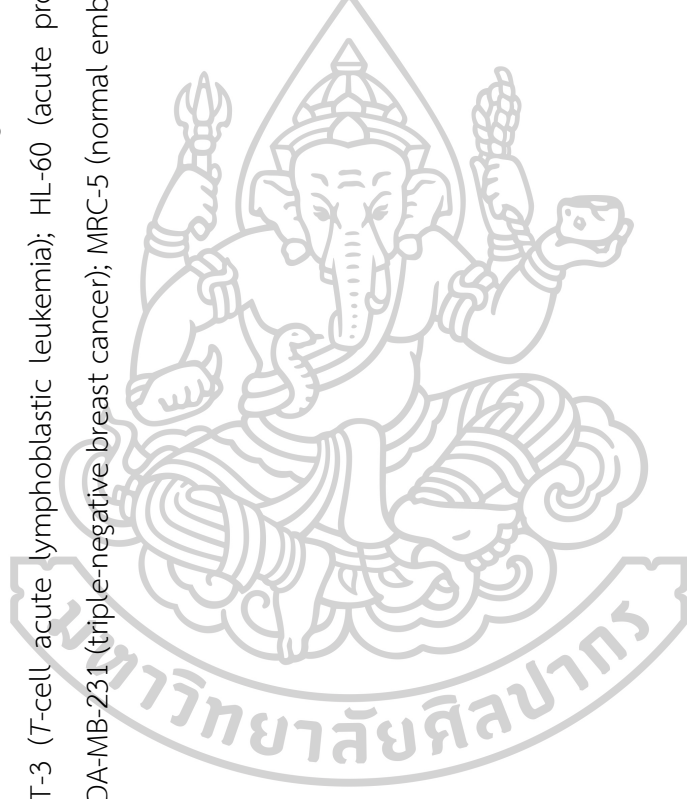 T-3 (T-cell acute lymphoblastic leukemia); HL-60 (acute pro
DA-MB-231 (triple-negative breast cancer); MRC-5 (normal emb
มหาวิทยาลัยศิลปากร